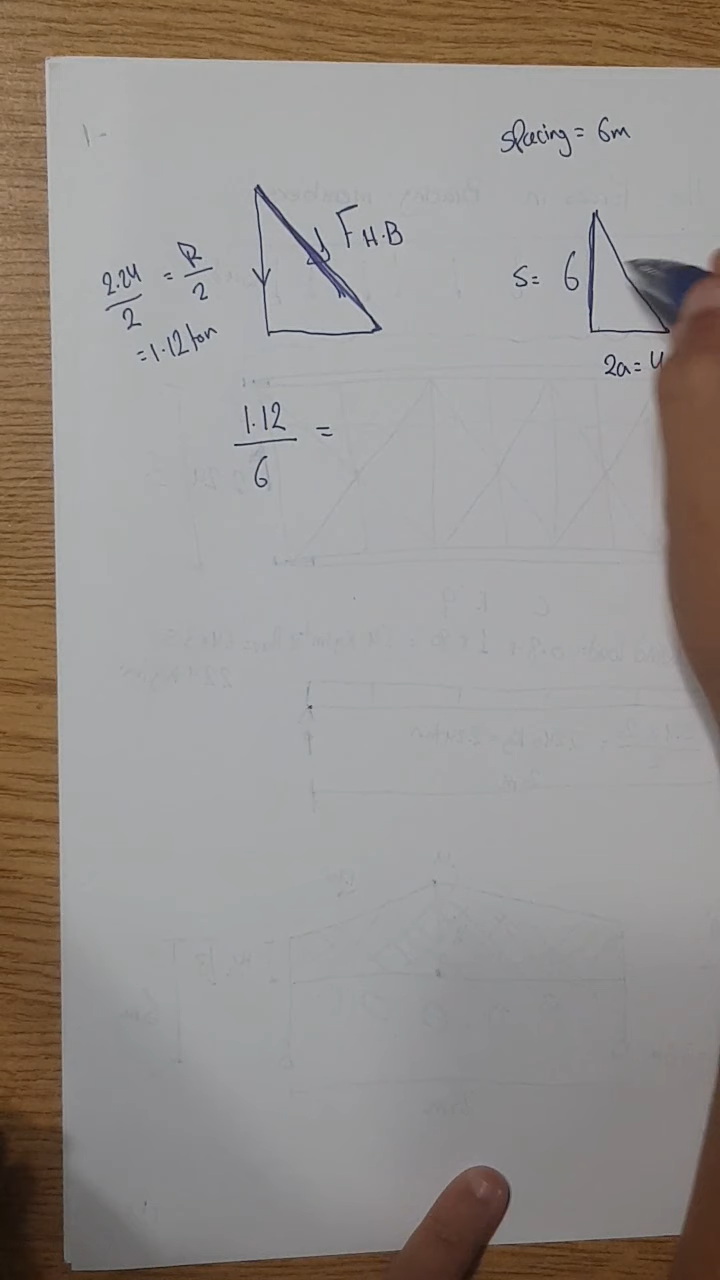 1-
spacing = 6m
F H.B
2.24/2 = R/2
= 1.12 ton
S = 6
2a = 4
1.12/6 =